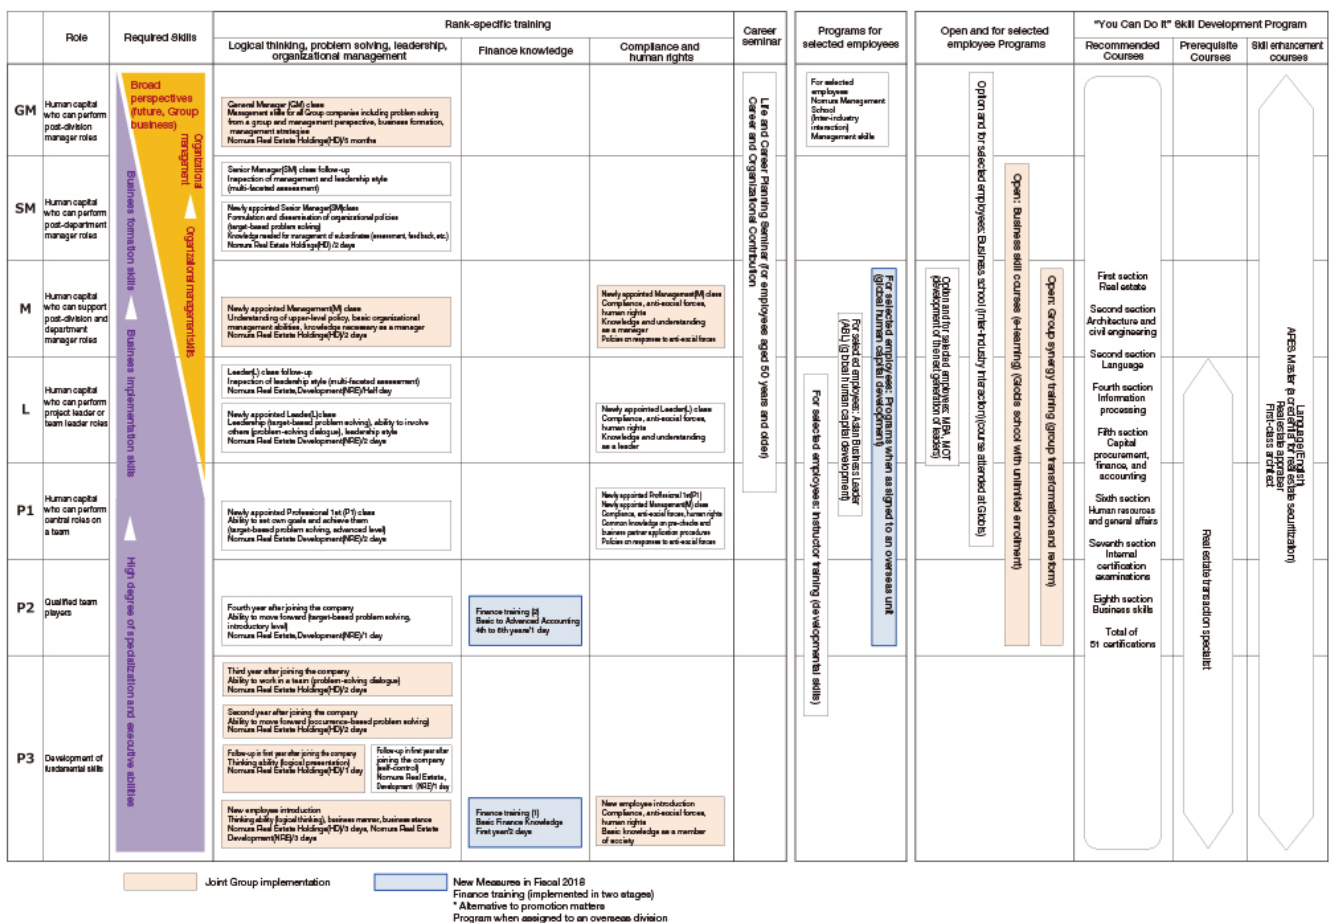 Role
Required Skills
Rank-specific training
Logical thinking, problem solving, leadership,
organizational management
Finance knowledge
Compliance and
human rights
Career
seminar
Programs for
selected employees
Open and for selected
employee Programs
"You Can Do It" Skill Development Program
Recommended
Courses
Prerequisite
Courses
Skill enhancement
courses
GM
Human capital
who can perform
post-division
manager roles
SM
Human capital
who can perform
post-department
manager roles
M
Human capital
who can support
post-division and
department
manager roles
L
Human capital
who can perform
project leader or
team leader roles
P1
Human capital
who can perform
central roles on
a team
P2
Qualified team
players
P3
Development of
fundamental skills
Broad
perspectives
(future, Group
business)
Organizational
management
Organizational management skills
Business formation skills
Business implementation skills
High degree of specialization and executive abilities
General Manager (GM) class
Management skills for all Group companies including problem solving
from a group and management perspective, business formation,
management strategies
Nomura Real Estate Holdings(HD)/5 months
Senior Manager(SM) class follow-up
Inspection of management and leadership style
(multi-faceted assessment)
Newly appointed Senior Manager(SM)class
Formulation and dissemination of organizational policies
(target-based problem solving)
Knowledge needed for management of subordinates (assessment, feedback, etc.)
Nomura Real Estate Holdings(HD) /2 days
Newly appointed Management(M) class
Understanding of upper-level policy, basic organizational
management abilities, knowledge necessary as a manager
Nomura Real Estate Holdings(HD)/2 days
Leader(L) class follow-up
Inspection of leadership style (multi-faceted assessment)
Nomura Real Estate,Development(NRE)/Half day
Newly appointed Leader(L)class
Leadership (target-based problem solving), ability to involve
others (problem-solving dialogue), leadership style
Nomura Real Estate Development(NRE)/2 days
Newly appointed Professional 1st (P1) class
Ability to set own goals and achieve them
(target-based problem solving, advanced level)
Nomura Real Estate Development(NRE)/2 days
Fourth year after joining the company
Ability to move forward (target-based problem solving,
introductory level)
Nomura Real Estate,Development(NRE)/1 day
Third year after joining the company
Ability to work in a team (problem-solving dialogue)
Nomura Real Estate Holdings(HD)/2 days
Second year after joining the company
Ability to move forward (occurrence-based problem solving)
Nomura Real Estate Holdings(HD)/2 days
Follow-up in first year after joining the company
Thinking ability (logical presentation)
Nomura Real Estate Holdings(HD)/1 day
Follow-up in first year after
joining the company
(self-control)
Nomura Real Estate,
Development (NRE)/1 day
New employee introduction
Thinking ability (logical thinking), business manner, business stance
Nomura Real Estate Holdings(HD)/3 days, Nomura Real Estate
Development(NRE)/3 days
Finance training (2)
Basic to Advanced Accounting
4th to 6th years/1 day
Finance training (1)
Basic Finance Knowledge
First year/2 days
Newly appointed Management(M) class
Compliance, anti-social forces,
human rights
Knowledge and understanding
as a manager
Policies on responses to anti-social forces
Newly appointed Leader(L) class
Compliance, anti-social forces,
human rights
Knowledge and understanding
as a leader
Newly appointed Professional 1st(P1)
Newly appointed Management(M) class
Compliance, anti-social forces, human rights
Common knowledge on pre-checks and
business partner application procedures
Policies on responses to anti-social forces
New employee introduction
Compliance, anti-social forces,
human rights
Basic knowledge as a member
of society
Life and Career Planning Seminar (for employees aged 50 years and older)
Career and Organizational Contribution
For selected
employees
Nomura Management
School
(Inter-industry
interaction)
Management skills
For selected employees: Instructor training (developmental skills)
For selected employees: Asian Business Leader
(ABL) (global human capital development)
For selected employees: Programs when assigned to an overseas unit
(global human capital development)
Option and for selected employees: MBA, MOT
(development of the next generation of leaders)
Option and for selected employees: Business school (Inter-industry interaction)(course attended at Globis)
Open: Business skill courses (e-learning) (Globis school with unlimited enrollment)
Open: Group synergy training (group transformation and reform)
First section
Real estate
Second section
Architecture and
civil engineering
Second section
Language
Fourth section
Information
processing
Fifth section
Capital
procurement,
finance, and
accounting
Sixth section
Human resources
and general affairs
Seventh section
Internal
certification
examinations
Eighth section
Business skills
Total of
51 certifications
Real estate transaction specialist
Language(English)
ARES Master (a credential for real estate securitization)
Real estate appraiser
First-class architect
Joint Group implementation
New Measures in Fiscal 2018
Finance training (implemented in two stages)
* Alternative to promotion matters
Program when assigned to an overseas division